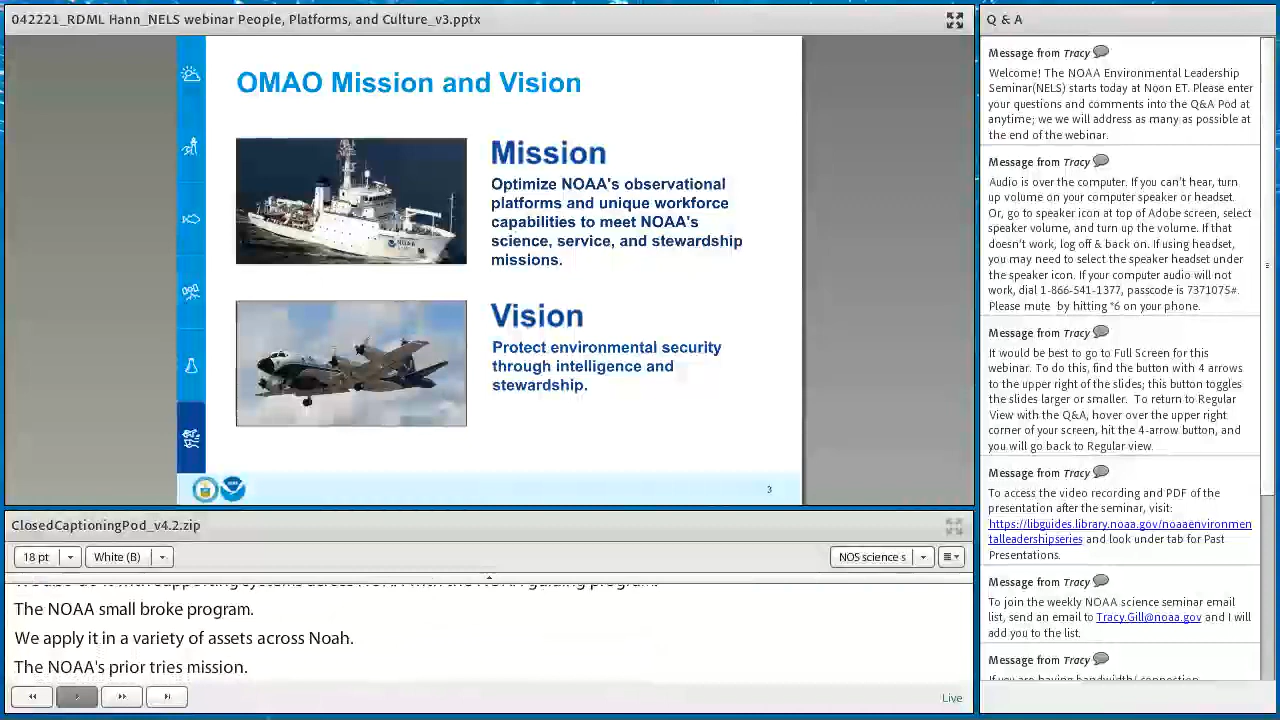 042221_RDML Hann_NELS webinar People, Platforms, and Culture_v3.pptx
OMAO Mission and Vision
Mission
Optimize NOAA's observational
platforms and unique workforce
capabilities to meet NOAA's
science, service, and stewardship
missions.
Vision
Protect environmental security
through intelligence and
stewardship.
3
ClosedCaptioningPod_v4.2.zip
18 pt
White (B)
NOS science s
The NOAA small broke program.
We apply it in a variety of assets across Noah.
The NOAA's prior tries mission.
Live
Q & A
Message from Tracy
Welcome! The NOAA Environmental Leadership
Seminar(NELS) starts today at Noon ET. Please enter
your questions and comments into the Q&A Pod at
anytime; we we will address as many as possible at
the end of the webinar.
Message from Tracy
Audio is over the computer. If you can't hear, turn
up volume on your computer speaker or headset.
Or, go to speaker icon at top of Adobe screen, select
speaker volume, and turn up the volume. If that
doesn't work, log off & back on. If using headset,
you may need to select the speaker headset under
the speaker icon. If your computer audio will not
work, dial 1-866-541-1377, passcode is 7371075#.
Please mute by hitting *6 on your phone.
Message from Tracy
It would be best to go to Full Screen for this
webinar. To do this, find the button with 4 arrows
to the upper right of the slides; this button toggles
the slides larger or smaller. To return to Regular
View with the Q&A, hover over the upper right
corner of your screen, hit the 4-arrow button, and
you will go back to Regular view.
Message from Tracy
To access the video recording and PDF of the
presentation after the seminar, visit:
https://libguides.library.noaa.gov/noaaenvironmen
talleadershipseries and look under tab for Past
Presentations.
Message from Tracy
To join the weekly NOAA science seminar email
list, send an email to Tracy.Gill@noaa.gov and I will
add you to the list.
Message from Tracy